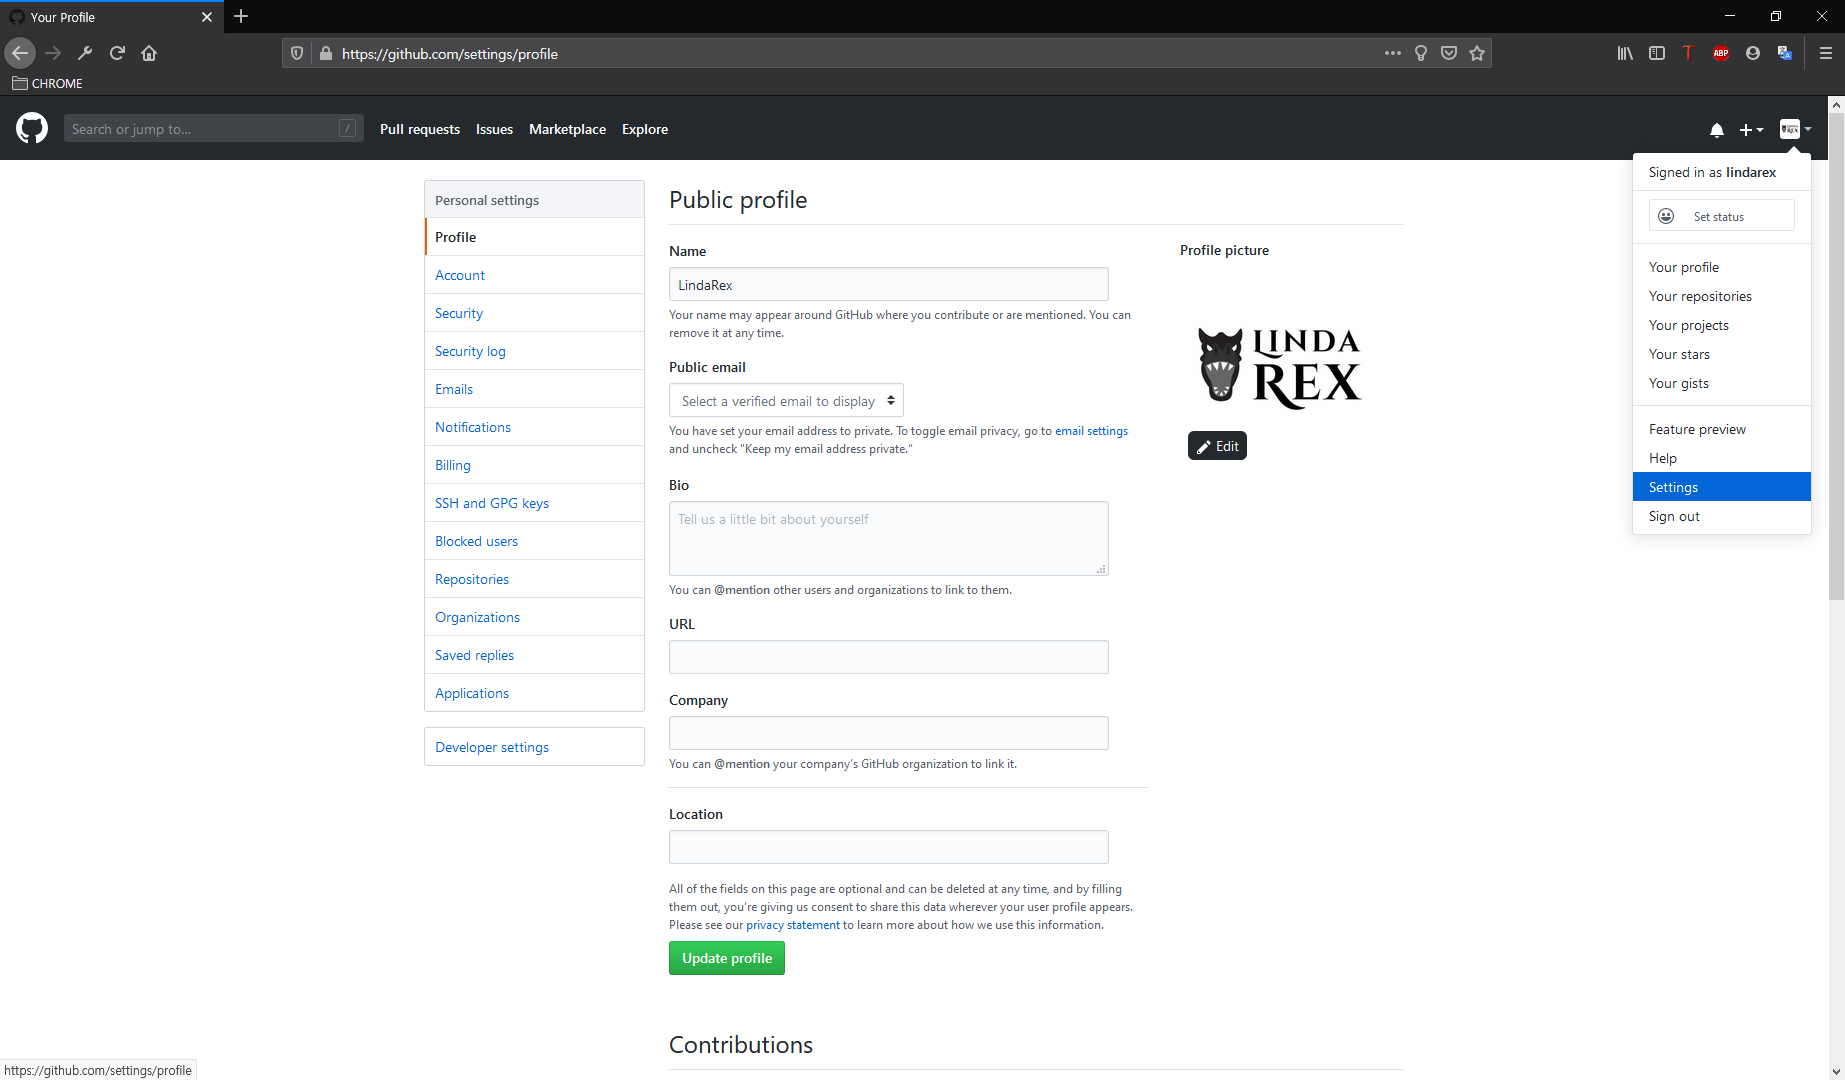 Your Profile
https://github.com/settings/profile
ABP
CHROME
Search or jump to...
/
Pull requests
Issues
Marketplace
Explore
REX
Signed in as lindarex
Set status
Your profile
Your repositories
Your projects
Your stars
Your gists
Feature preview
Help
Settings
Sign out
Personal settings
Profile
Account
Security
Security log
Emails
Notifications
Billing
SSH and GPG keys
Blocked users
Repositories
Organizations
Saved replies
Applications
Developer settings
Public profile
Name
LindaRex
Your name may appear around GitHub where you contribute or are mentioned. You can
remove it at any time.
Public email
Select a verified email to display
You have set your email address to private. To toggle email privacy, go to email settings
and uncheck "Keep my email address private."
Bio
Tell us a little bit about yourself
You can @mention other users and organizations to link to them.
URL
Company
You can @mention your company's GitHub organization to link it.
Location
All of the fields on this page are optional and can be deleted at any time, and by filling
them out, you're giving us consent to share this data wherever your user profile appears.
Please see our privacy statement to learn more about how we use this information.
Update profile
Profile picture
LINDA
REX
Edit
Contributions
https://github.com/settings/profile